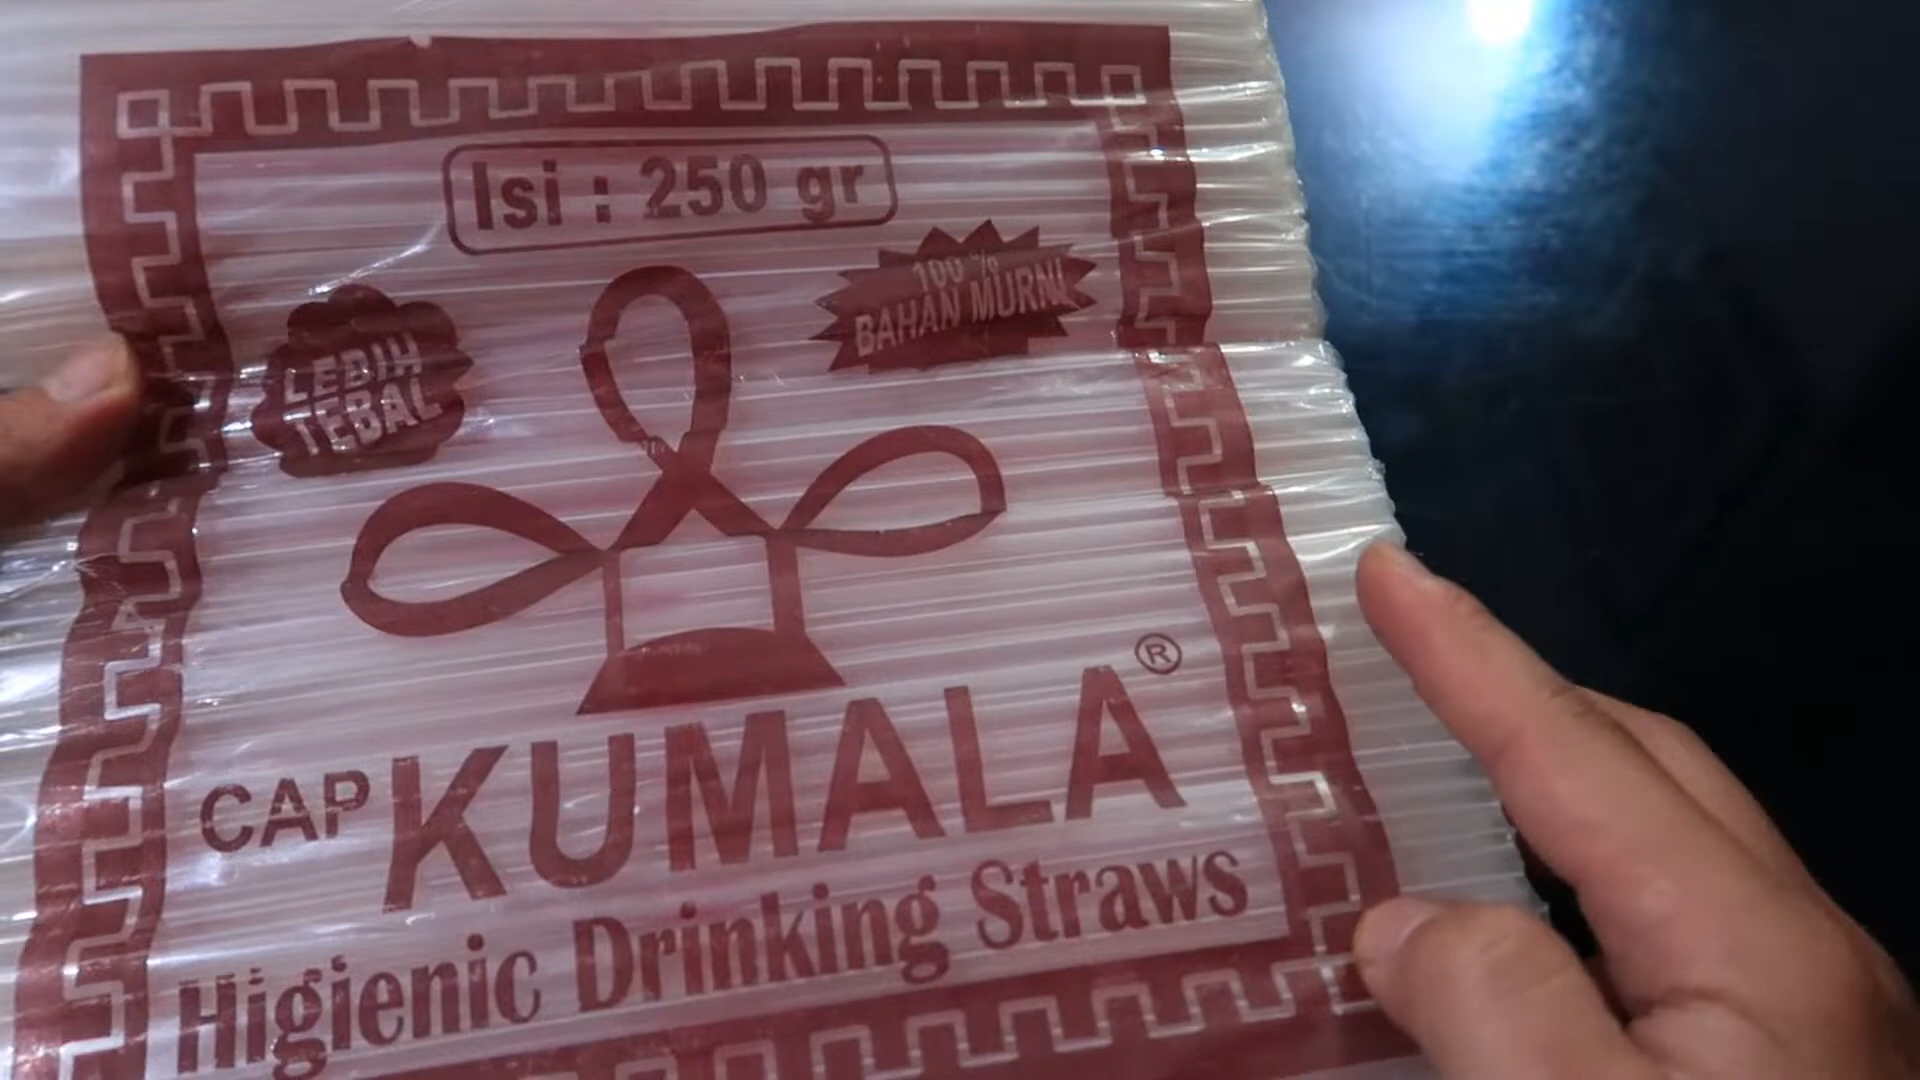 Isi : 250 gr
100 %
BAHAN MURNI
LEBIH
TEBAL
CAP KUMALA ®
Higienic Drinking Straws